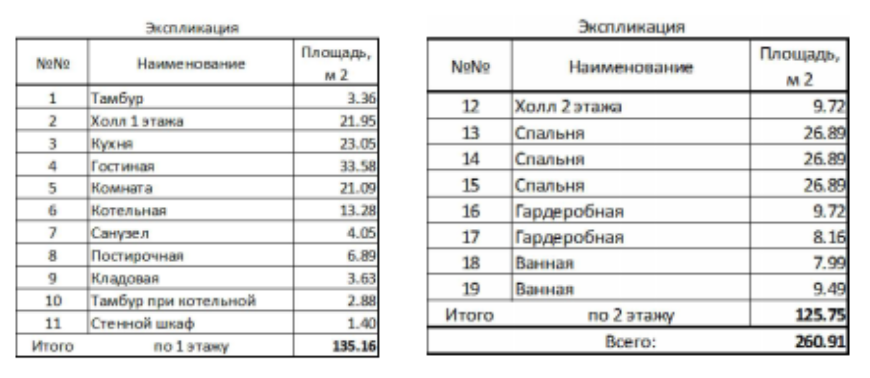 Экспликация
№№ Наименование Площадь, м 2
1 Тамбур 3.36
2 Холл 1 этажа 21.95
3 Кухня 23.05
4 Гостиная 33.58
5 Комната 21.09
6 Котельная 13.28
7 Санузел 4.05
8 Постирочная 6.89
9 Кладовая 3.63
10 Тамбур при котельной 2.88
11 Стенной шкаф 1.40
Итого по 1 этажу 135.16
Экспликация
№№ Наименование Площадь, м 2
12 Холл 2 этажа 9.72
13 Спальня 26.89
14 Спальня 26.89
15 Спальня 26.89
16 Гардеробная 9.72
17 Гардеробная 8.16
18 Ванная 7.99
19 Ванная 9.49
Итого по 2 этажу 125.75
Всего: 260.91